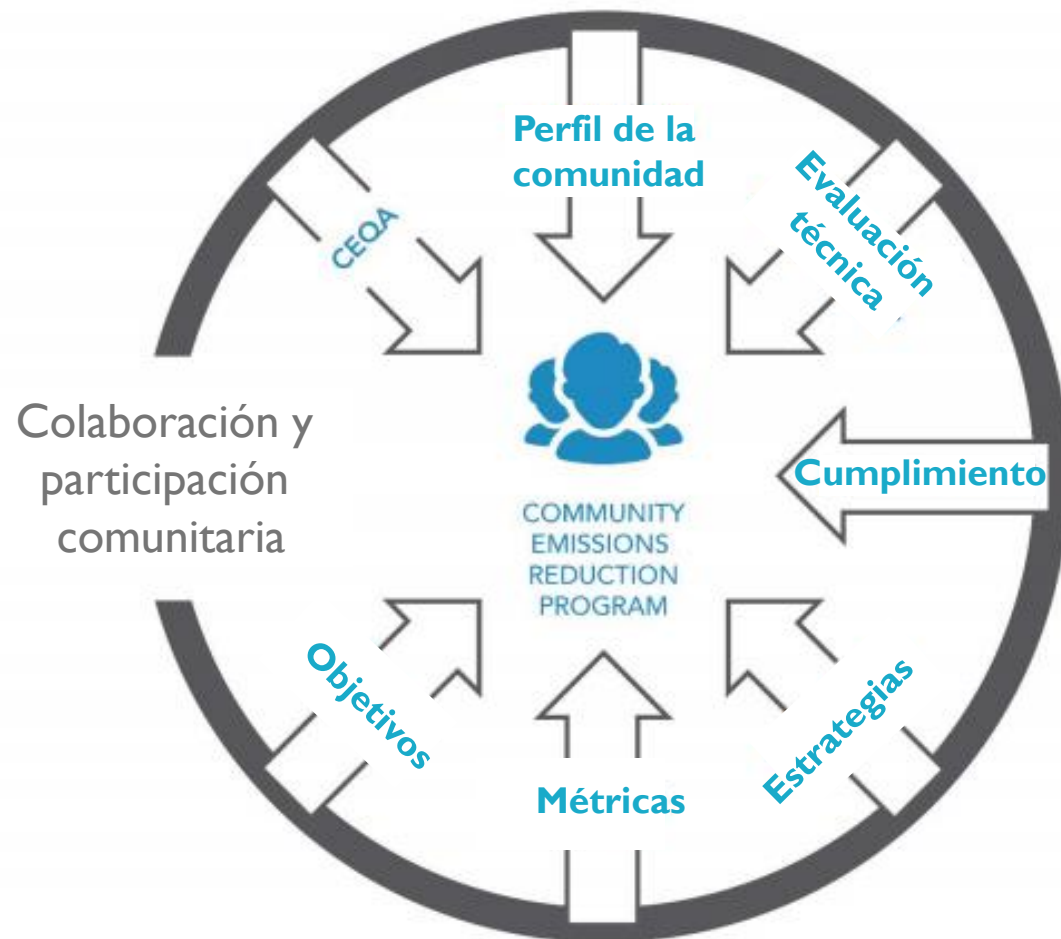 Perfil de la
comunidad
Evaluación
técnica
CEQA
Colaboración y
participación
comunitaria
Cumplimiento
COMMUNITY
EMISSIONS
REDUCTION
PROGRAM
Objetivos
Métricas
Estrategias